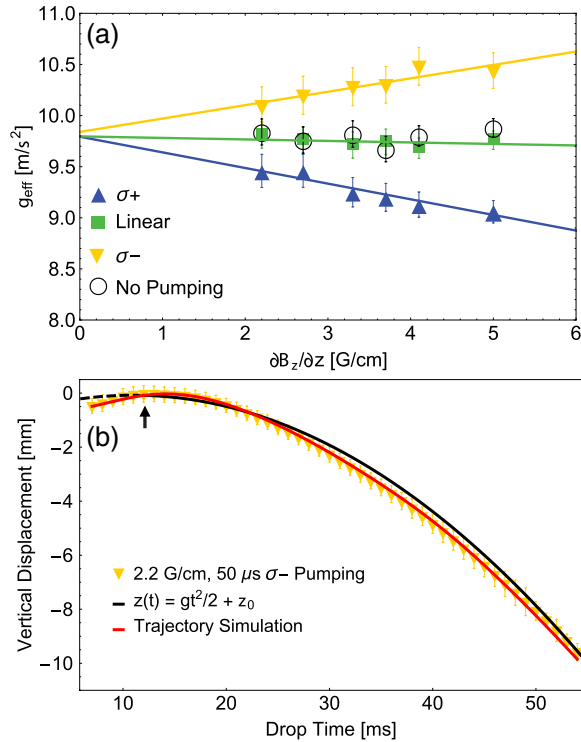 (a)
g_eff [m/s²]
11.0
10.5
10.0
9.5
9.0
8.5
8.0
σ+
Linear
σ−
No Pumping
0 1 2 3 4 5 6
∂B_z/∂z [G/cm]
(b)
Vertical Displacement [mm]
0
−2
−4
−6
−8
−10
2.2 G/cm, 50 μs σ− Pumping
z(t) = gt²/2 + z₀
Trajectory Simulation
10 20 30 40 50
Drop Time [ms]